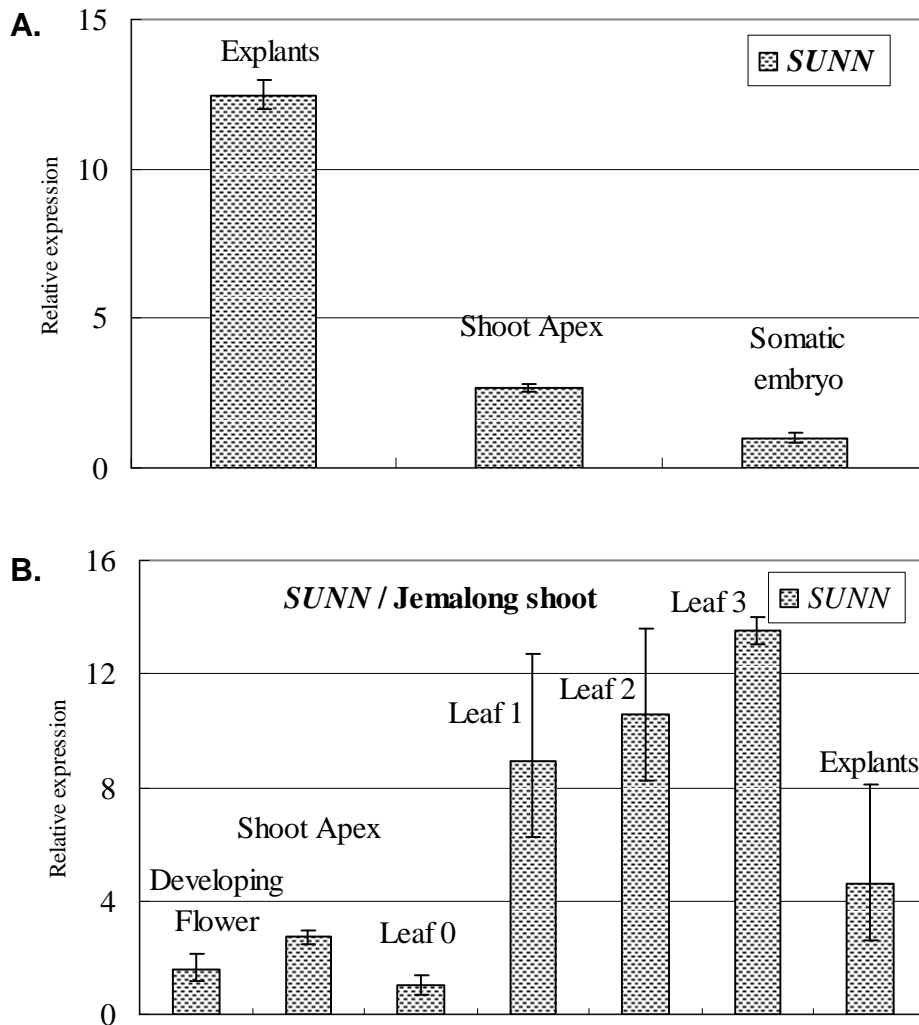 A.
15
Explants
SUNN
10
Relative expression
5
Shoot Apex
Somatic
embryo
0
B.
16
SUNN / Jemalong shoot
Leaf 3
SUNN
12
Leaf 1
Leaf 2
Explants
Relative expression
8
Shoot Apex
4
Developing
Flower
Leaf 0
0